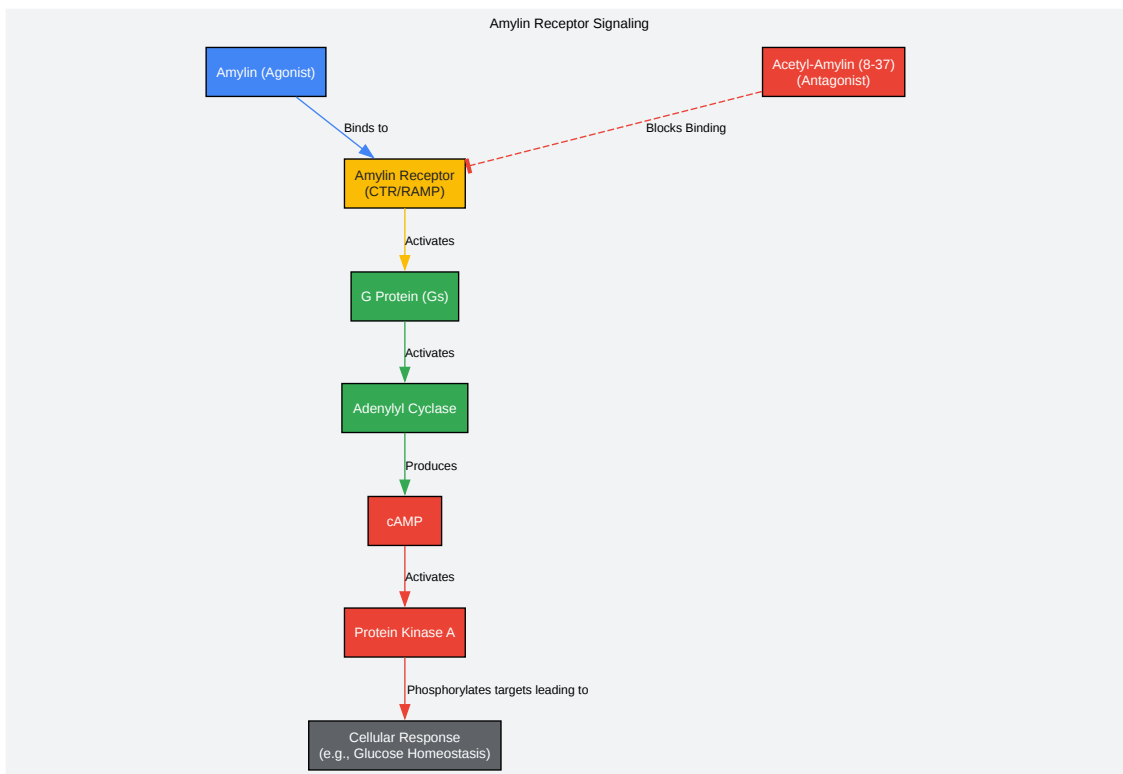 Amylin Receptor Signaling
Amylin (Agonist)
Acetyl-Amylin (8-37)
(Antagonist)
Binds to
Blocks Binding
Amylin Receptor
(CTR/RAMP)
Activates
G Protein (Gs)
Activates
Adenylyl Cyclase
Produces
cAMP
Activates
Protein Kinase A
Phosphorylates targets leading to
Cellular Response
(e.g., Glucose Homeostasis)